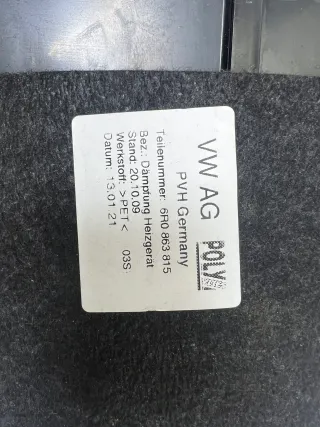 VW AG
PVH Germany
POLY
Teilenummer: 6R0 863 815
Bez.: Dämpfung Heizgerät
Stand: 20.10.09
Werkstoff: >PET< 03S
Datum: 13.01.21